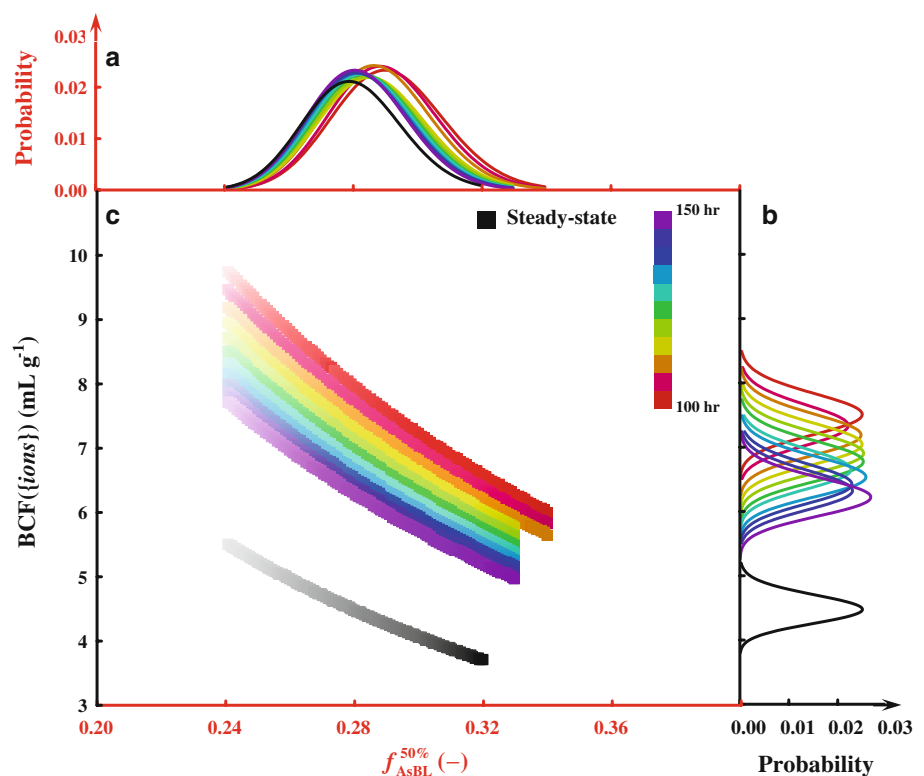 0.03
a
0.02
0.01
0.00
Probability
c
Steady-state
150 hr
100 hr
b
10
9
8
7
6
5
4
3
BCF({ions}) (mL g⁻¹)
0.20 0.24 0.28 0.32 0.36
f 50% AsBL (–)
0.00 0.01 0.02 0.03
Probability